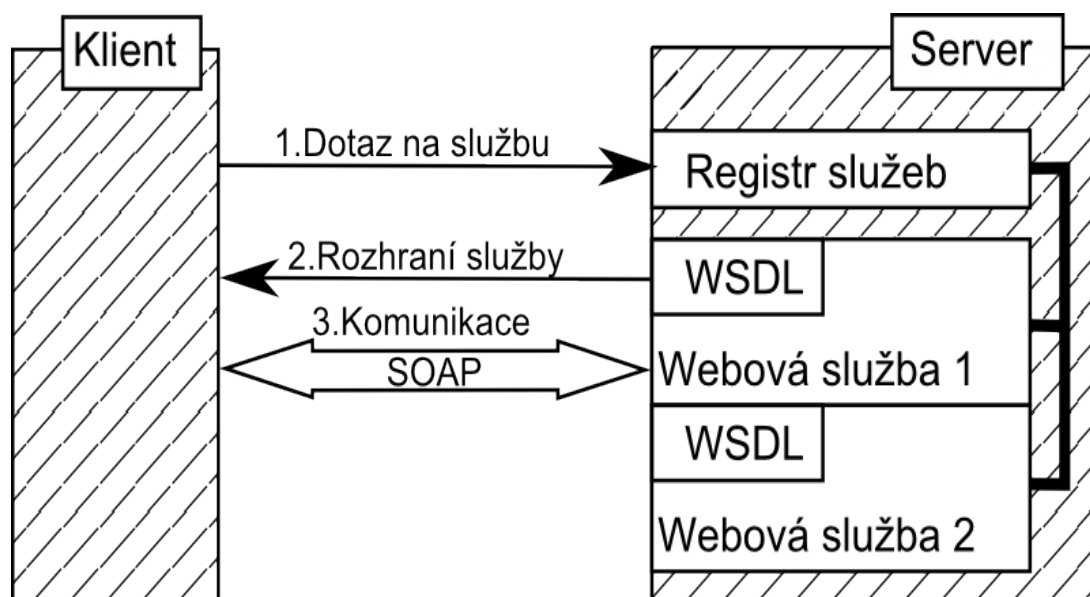 Klient
Server
1.Dotaz na službu
Registr služeb
2.Rozhraní služby
WSDL
3.Komunikace
SOAP
Webová služba 1
WSDL
Webová služba 2